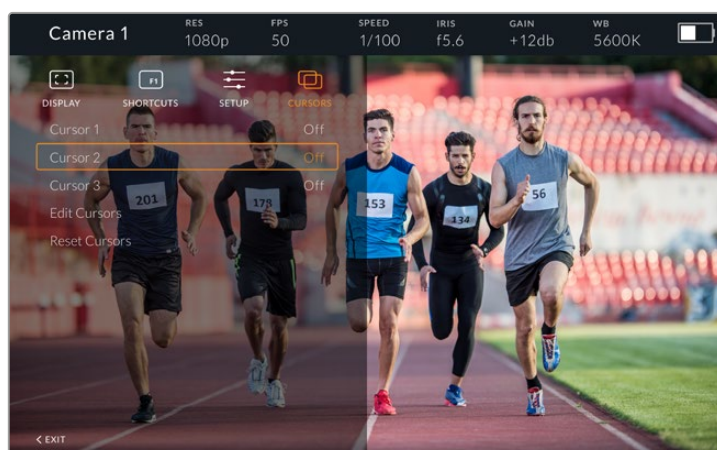 Camera 1
RES
1080p
FPS
50
SPEED
1/100
IRIS
f5.6
GAIN
+12db
WB
5600K
DISPLAY
F1
SHORTCUTS
SETUP
CURSORS
Cursor 1 Off
Cursor 2 Off
Cursor 3 Off
Edit Cursors
Reset Cursors
201
178
153
134
56
< EXIT